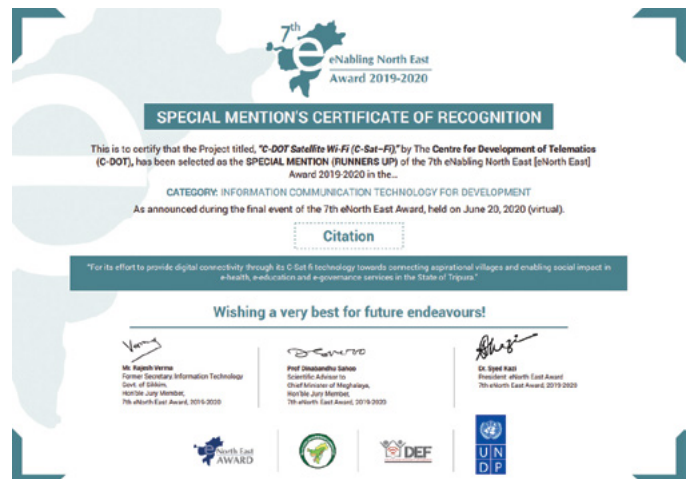 7th
e
eNabling North East
Award 2019-2020
SPECIAL MENTION'S CERTIFICATE OF RECOGNITION
This is to certify that the Project titled, "C-DOT Satellite Wi-Fi (C-Sat-Fi)," by The Centre for Development of Telematics
(C-DOT), has been selected as the SPECIAL MENTION (RUNNERS UP) of the 7th eNabling North East [eNorth East]
Award 2019-2020 in the...
CATEGORY: INFORMATION COMMUNICATION TECHNOLOGY FOR DEVELOPMENT
As announced during the final event of the 7th eNorth East Award, held on June 20, 2020 (virtual).
Citation
"For its effort to provide digital connectivity through its C-Sat-fi technology towards connecting aspirational villages and enabling social impact in
e-health, e-education and e-governance services in the State of Tripura."
Wishing a very best for future endeavours!
Mr. Rajesh Verma
Former Secretary, Information Technology
Govt. of Sikkim,
Hon'ble Jury Member,
7th eNorth East Award, 2019-2020
Prof Dinabandhu Sahoo
Scientific Advisor to
Chief Minister of Meghalaya,
Hon'ble Jury Member,
7th eNorth East Award, 2019-2020
Dr. Syed Kazi
President eNorth East Award
7th eNorth East Award, 2019-2020
North East
AWARD
DEF
U N
D P